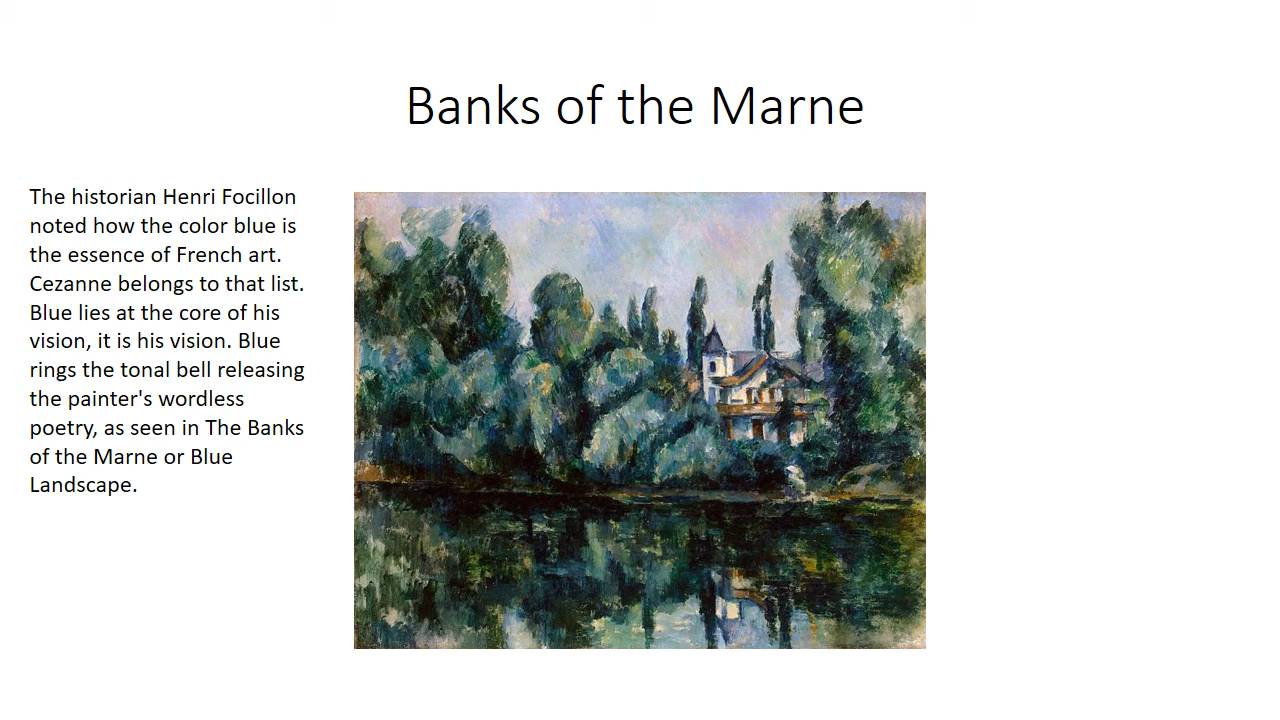 Banks of the Marne
The historian Henri Focillon
noted how the color blue is
the essence of French art.
Cezanne belongs to that list.
Blue lies at the core of his
vision, it is his vision. Blue
rings the tonal bell releasing
the painter's wordless
poetry, as seen in The Banks
of the Marne or Blue
Landscape.